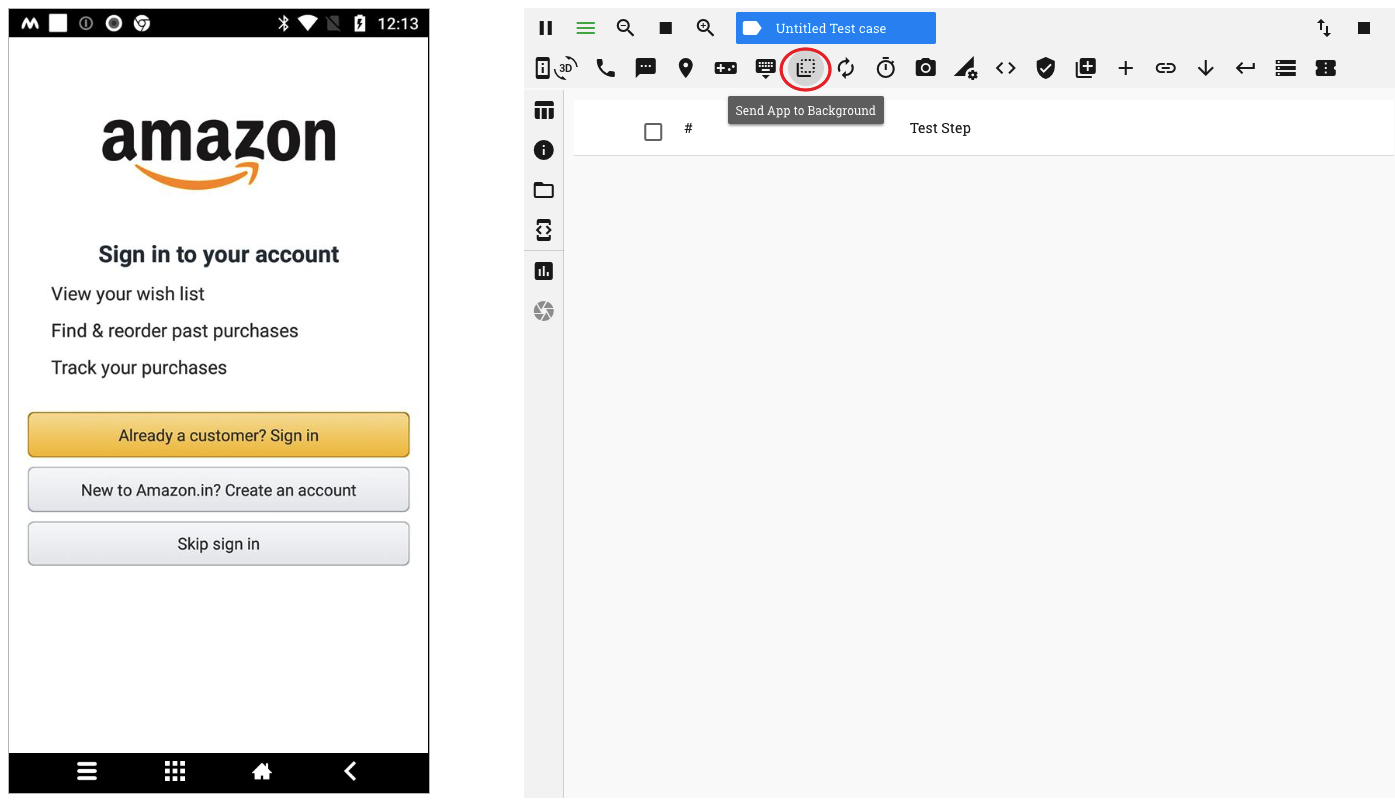 12:13
amazon
Sign in to your account
View your wish list
Find & reorder past purchases
Track your purchases
Already a customer? Sign in
New to Amazon.in? Create an account
Skip sign in
Untitled Test case
3D
Send App to Background
# Test Step